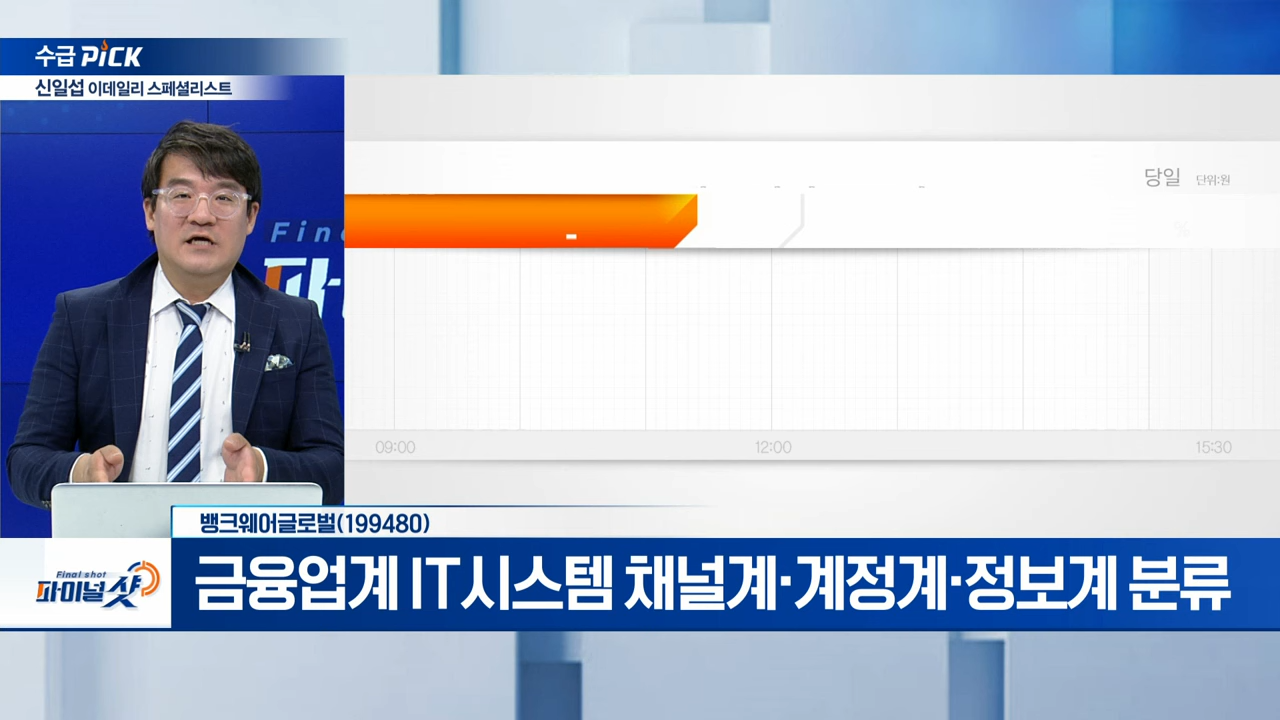 수급 PiCK
신일섭 이데일리 스페셜리스트
당일 단위:원
Fin
파
09:00 12:00 15:30
뱅크웨어글로벌(199480)
Final shot
파이널샷
금융업계 IT시스템 채널계·계정계·정보계 분류